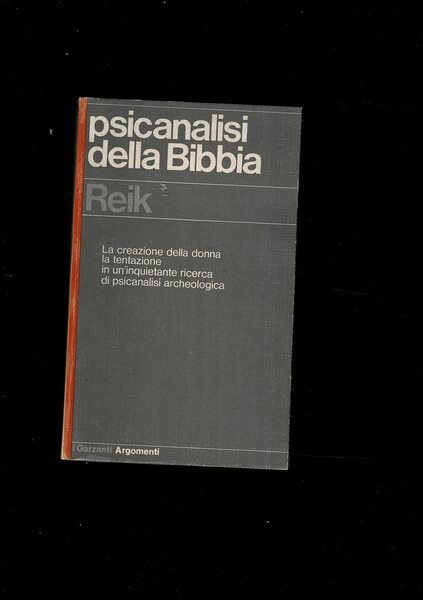 psicanalisi
della Bibbia
Reik
La creazione della donna
la tentazione
in un'inquietante ricerca
di psicanalisi archeologica
i Garzanti Argomenti